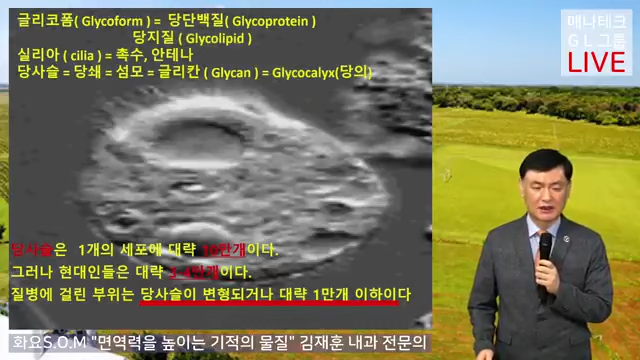 글리코폼( Glycoform ) = 당단백질( Glycoprotein )
당지질 ( Glycolipid )
실리아 ( cilia ) = 촉수, 안테나
당사슬 = 당쇄 = 섬모 = 글리칸 ( Glycan ) = Glycocalyx(당의)
매나테크
G L 그룹
LIVE
당사슬은 1개의 세포에 대략 10만개이다.
그러나 현대인들은 대략 3-4만개이다.
질병에 걸린 부위는 당사슬이 변형되거나 대략 1만개 이하이다
화요S.O.M "면역력을 높이는 기적의 물질" 김재훈 내과 전문의